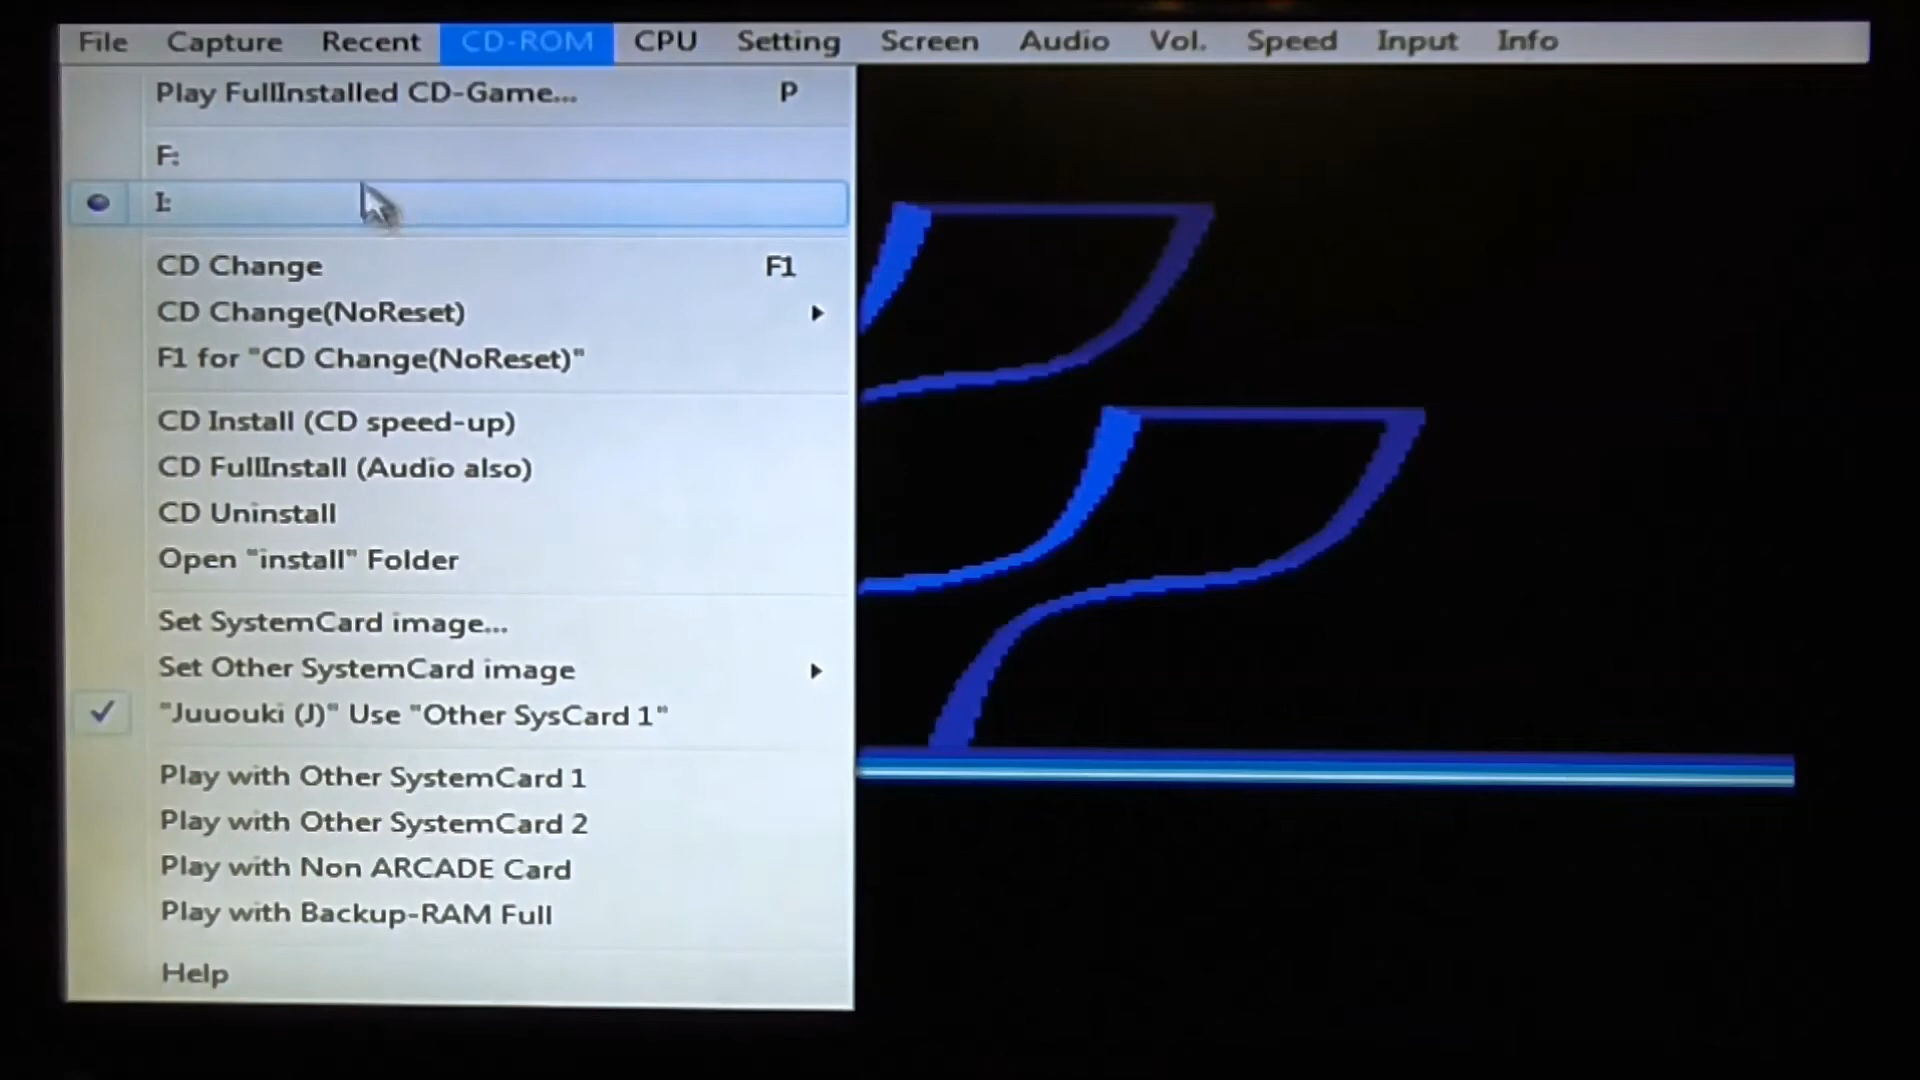 File Capture Recent CD-ROM CPU Setting Screen Audio Vol. Speed Input Info
Play FullInstalled CD-Game... P
F:
I:
CD Change F1
CD Change(NoReset)
F1 for "CD Change(NoReset)"
CD Install (CD speed-up)
CD FullInstall (Audio also)
CD Uninstall
Open "install" Folder
Set SystemCard image...
Set Other SystemCard image
"Juuouki (J)" Use "Other SysCard 1"
Play with Other SystemCard 1
Play with Other SystemCard 2
Play with Non ARCADE Card
Play with Backup-RAM Full
Help